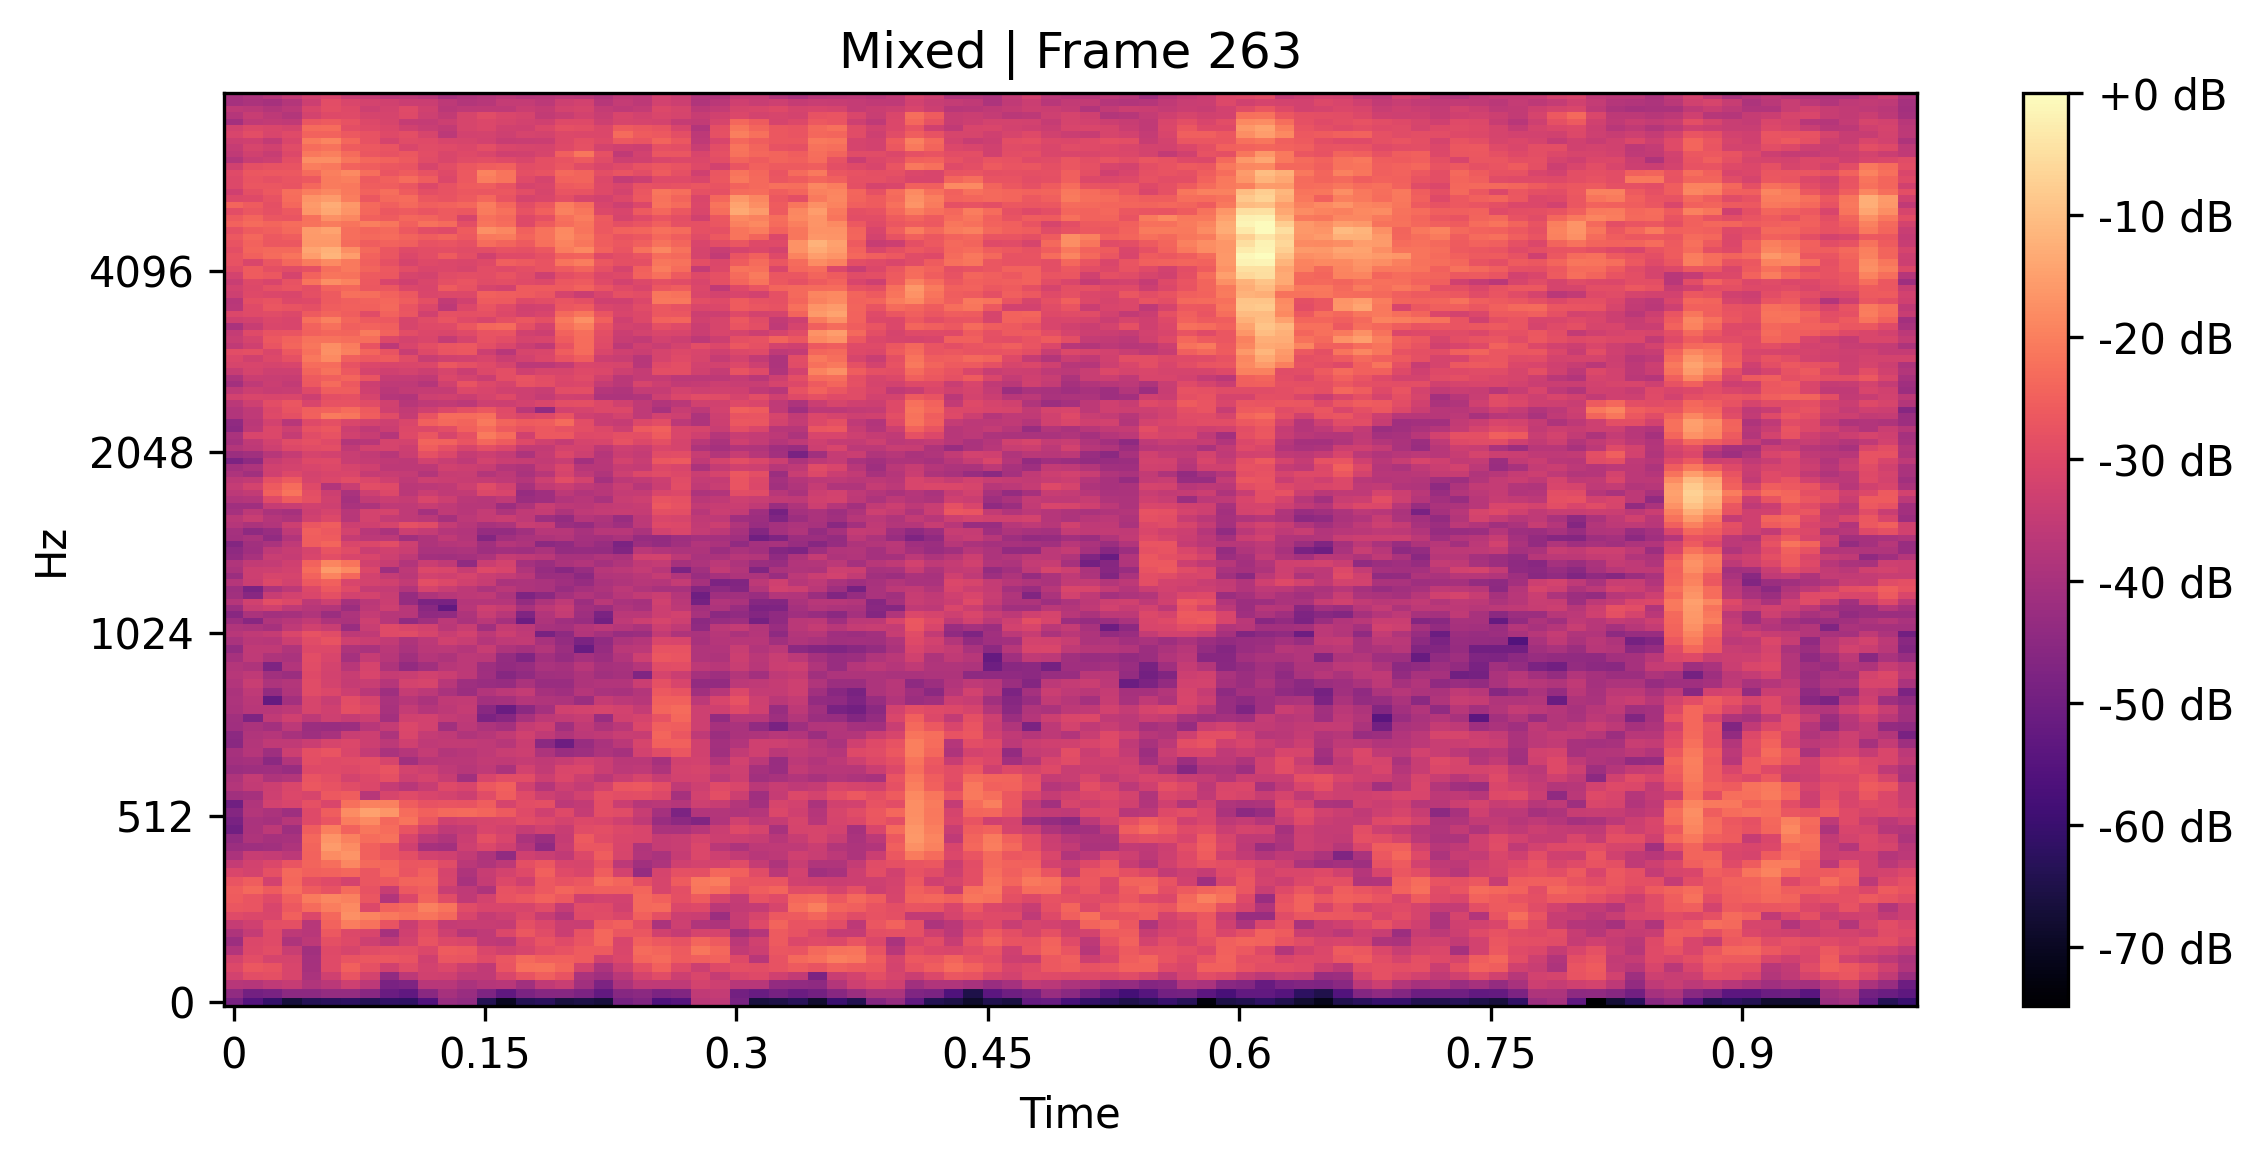 Mixed | Frame 263
Hz
4096
2048
1024
512
0
0 0.15 0.3 0.45 0.6 0.75 0.9
Time
+0 dB
-10 dB
-20 dB
-30 dB
-40 dB
-50 dB
-60 dB
-70 dB